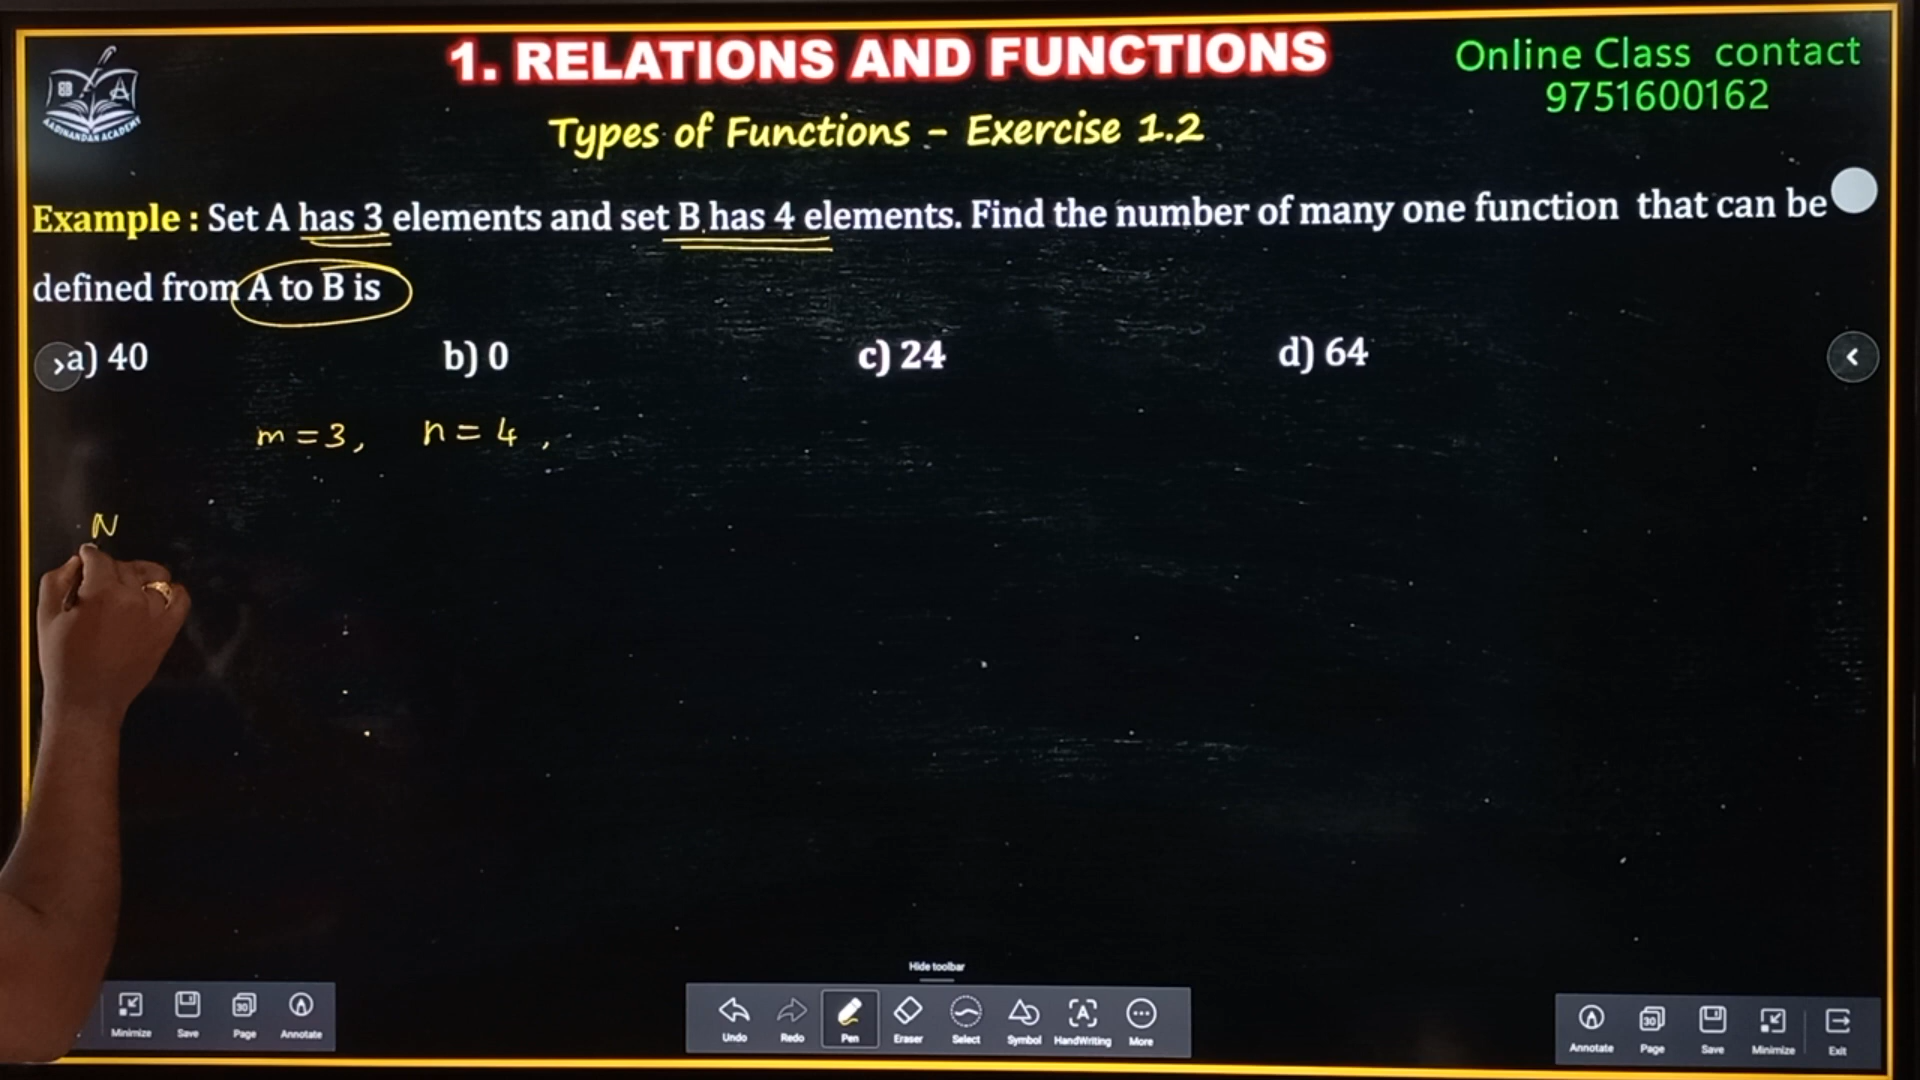 1. RELATIONS AND FUNCTIONS
Online Class contact
9751600162
Types of Functions - Exercise 1.2
AADINANDAN ACADEMY
Example : Set A has 3 elements and set B has 4 elements. Find the number of many one function that can be
defined from A to B is
a) 40 b) 0 c) 24 d) 64
m = 3, n = 4,
N
Hide toolbar
Minimize Save Page Annotate
Undo Redo Pen Eraser Select Symbol HandWriting More
Annotate Page Save Minimize Exit